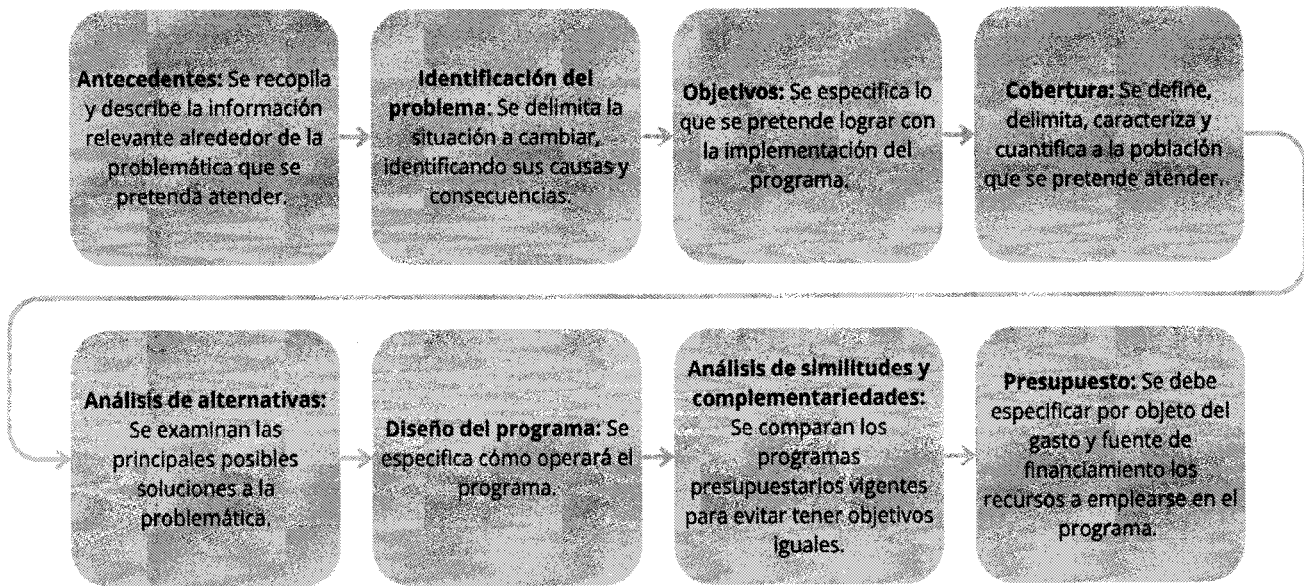 Antecedentes: Se recopila
y describe la información
relevante alrededor de la
problemática que se
pretenda atender.
Identificación del
problema: Se delimita la
situación a cambiar,
identificando sus causas y
consecuencias.
Objetivos: Se especifica lo
que se pretende lograr con
la implementación del
programa.
Cobertura: Se define,
delimita, caracteriza y
cuantifica a la población
que se pretende atender.
Análisis de alternativas:
Se examinan las
principales posibles
soluciones a la
problemática.
Diseño del programa: Se
especifica cómo operará el
programa.
Análisis de similitudes y
complementariedades:
Se comparan los
programas
presupuestarios vigentes
para evitar tener objetivos
iguales.
Presupuesto: Se debe
especificar por objeto del
gasto y fuente de
financiamiento los
recursos a emplearse en el
programa.